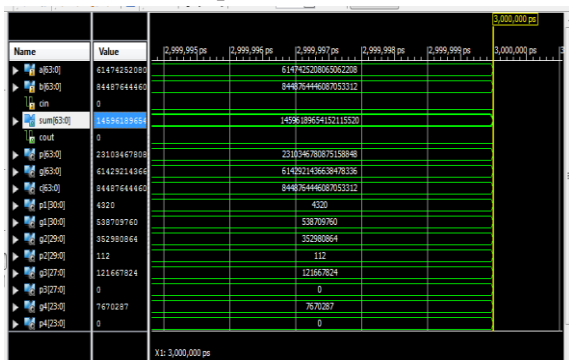 3,000,000 ps
Name Value 2,999,995 ps 2,999,996 ps 2,999,997 ps 2,999,998 ps 2,999,999 ps 3,000,000 ps 3
a[63:0] 61474252080 6147425208065062208
b[63:0] 84487644460 8448764446087053312
cin 0
sum[63:0] 14596189654 14596189654152115520
cout 0
p[63:0] 23103467808 2310346780875158848
g[63:0] 61429214366 6142921436638478336
c[63:0] 84487644460 8448764446087053312
p1[30:0] 4320 4320
g1[30:0] 538709760 538709760
g2[29:0] 352980864 352980864
p2[29:0] 112 112
g3[27:0] 121667824 121667824
p3[27:0] 0 0
g4[23:0] 7670287 7670287
p4[23:0] 0 0
X1: 3,000,000 ps